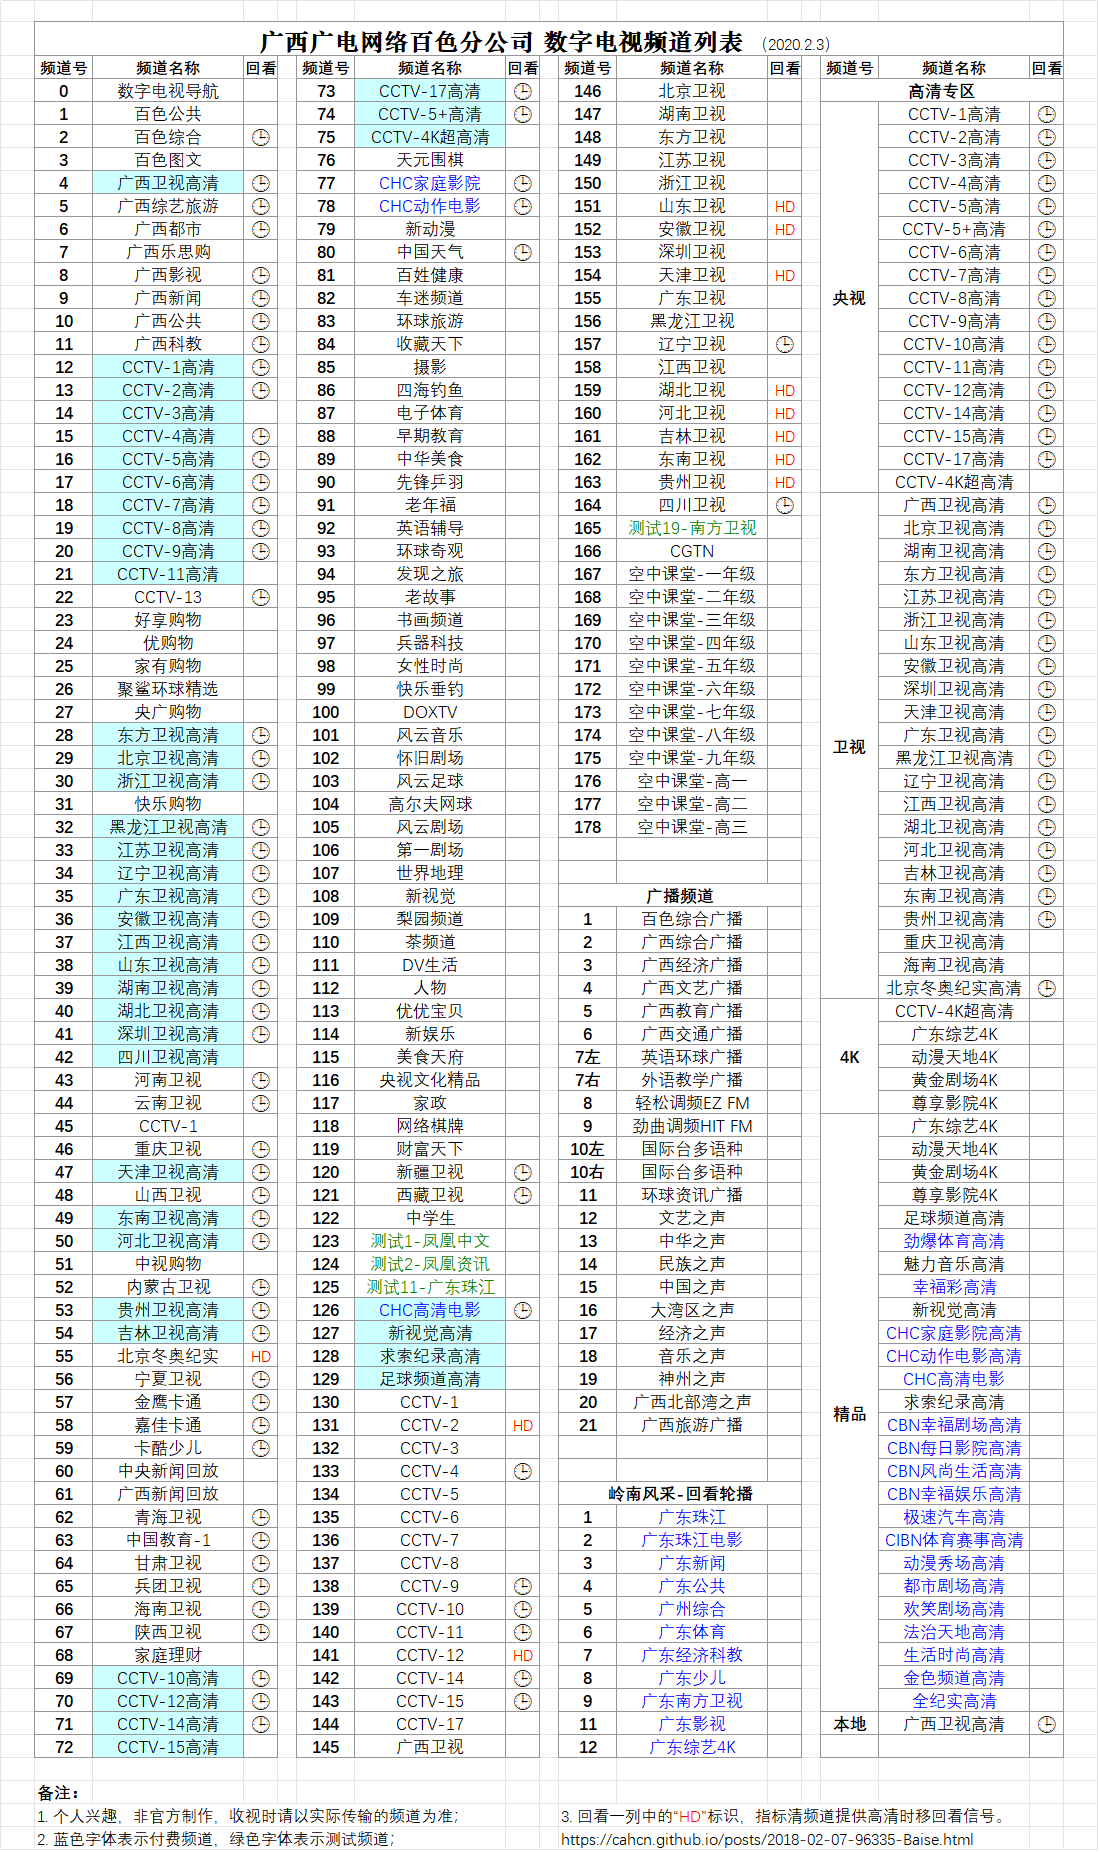 广西广电网络百色分公司 数字电视频道列表 （2020.2.3）
频道号 频道名称 回看
0 数字电视导航
1 百色公共
2 百色综合
3 百色图文
4 广西卫视高清
5 广西综艺旅游
6 广西都市
7 广西乐思购
8 广西影视
9 广西新闻
10 广西公共
11 广西科教
12 CCTV-1高清
13 CCTV-2高清
14 CCTV-3高清
15 CCTV-4高清
16 CCTV-5高清
17 CCTV-6高清
18 CCTV-7高清
19 CCTV-8高清
20 CCTV-9高清
21 CCTV-11高清
22 CCTV-13
23 好享购物
24 优购物
25 家有购物
26 聚鲨环球精选
27 央广购物
28 东方卫视高清
29 北京卫视高清
30 浙江卫视高清
31 快乐购物
32 黑龙江卫视高清
33 江苏卫视高清
34 辽宁卫视高清
35 广东卫视高清
36 安徽卫视高清
37 江西卫视高清
38 山东卫视高清
39 湖南卫视高清
40 湖北卫视高清
41 深圳卫视高清
42 四川卫视高清
43 河南卫视
44 云南卫视
45 CCTV-1
46 重庆卫视
47 天津卫视高清
48 山西卫视
49 东南卫视高清
50 河北卫视高清
51 中视购物
52 内蒙古卫视
53 贵州卫视高清
54 吉林卫视高清
55 北京冬奥纪实 HD
56 宁夏卫视
57 金鹰卡通
58 嘉佳卡通
59 卡酷少儿
60 中央新闻回放
61 广西新闻回放
62 青海卫视
63 中国教育-1
64 甘肃卫视
65 兵团卫视
66 海南卫视
67 陕西卫视
68 家庭理财
69 CCTV-10高清
70 CCTV-12高清
71 CCTV-14高清
72 CCTV-15高清
频道号 频道名称 回看
73 CCTV-17高清
74 CCTV-5+高清
75 CCTV-4K超高清
76 天元围棋
77 CHC家庭影院
78 CHC动作电影
79 新动漫
80 中国天气
81 百姓健康
82 车迷频道
83 环球旅游
84 收藏天下
85 摄影
86 四海钓鱼
87 电子体育
88 早期教育
89 中华美食
90 先锋乒羽
91 老年福
92 英语辅导
93 环球奇观
94 发现之旅
95 老故事
96 书画频道
97 兵器科技
98 女性时尚
99 快乐垂钓
100 DOXTV
101 风云音乐
102 怀旧剧场
103 风云足球
104 高尔夫网球
105 风云剧场
106 第一剧场
107 世界地理
108 新视觉
109 梨园频道
110 茶频道
111 DV生活
112 人物
113 优优宝贝
114 新娱乐
115 美食天府
116 央视文化精品
117 家政
118 网络棋牌
119 财富天下
120 新疆卫视
121 西藏卫视
122 中学生
123 测试1-凤凰中文
124 测试2-凤凰资讯
125 测试11-广东珠江
126 CHC高清电影
127 新视觉高清
128 求索纪录高清
129 足球频道高清
130 CCTV-1
131 CCTV-2 HD
132 CCTV-3
133 CCTV-4
134 CCTV-5
135 CCTV-6
136 CCTV-7
137 CCTV-8
138 CCTV-9
139 CCTV-10
140 CCTV-11
141 CCTV-12 HD
142 CCTV-14
143 CCTV-15
144 CCTV-17
145 广西卫视
频道号 频道名称 回看
146 北京卫视
147 湖南卫视
148 东方卫视
149 江苏卫视
150 浙江卫视
151 山东卫视 HD
152 安徽卫视 HD
153 深圳卫视
154 天津卫视 HD
155 广东卫视
156 黑龙江卫视
157 辽宁卫视
158 江西卫视
159 湖北卫视 HD
160 河北卫视 HD
161 吉林卫视 HD
162 东南卫视 HD
163 贵州卫视 HD
164 四川卫视
165 测试19-南方卫视
166 CGTN
167 空中课堂-一年级
168 空中课堂-二年级
169 空中课堂-三年级
170 空中课堂-四年级
171 空中课堂-五年级
172 空中课堂-六年级
173 空中课堂-七年级
174 空中课堂-八年级
175 空中课堂-九年级
176 空中课堂-高一
177 空中课堂-高二
178 空中课堂-高三
广播频道
1 百色综合广播
2 广西综合广播
3 广西经济广播
4 广西文艺广播
5 广西教育广播
6 广西交通广播
7左 英语环球广播
7右 外语教学广播
8 轻松调频EZ FM
9 劲曲调频HIT FM
10左 国际台多语种
10右 国际台多语种
11 环球资讯广播
12 文艺之声
13 中华之声
14 民族之声
15 中国之声
16 大湾区之声
17 经济之声
18 音乐之声
19 神州之声
20 广西北部湾之声
21 广西旅游广播
岭南风采-回看轮播
1 广东珠江
2 广东珠江电影
3 广东新闻
4 广东公共
5 广州综合
6 广东体育
7 广东经济科教
8 广东少儿
9 广东南方卫视
11 广东影视
12 广东综艺4K
频道号 频道名称 回看
高清专区
央视
CCTV-1高清
CCTV-2高清
CCTV-3高清
CCTV-4高清
CCTV-5高清
CCTV-5+高清
CCTV-6高清
CCTV-7高清
CCTV-8高清
CCTV-9高清
CCTV-10高清
CCTV-11高清
CCTV-12高清
CCTV-14高清
CCTV-15高清
CCTV-17高清
CCTV-4K超高清
卫视
广西卫视高清
北京卫视高清
湖南卫视高清
东方卫视高清
江苏卫视高清
浙江卫视高清
山东卫视高清
安徽卫视高清
深圳卫视高清
天津卫视高清
广东卫视高清
黑龙江卫视高清
辽宁卫视高清
江西卫视高清
湖北卫视高清
河北卫视高清
吉林卫视高清
东南卫视高清
贵州卫视高清
重庆卫视高清
海南卫视高清
北京冬奥纪实高清
4K
CCTV-4K超高清
广东综艺4K
动漫天地4K
黄金剧场4K
尊享影院4K
精品
广东综艺4K
动漫天地4K
黄金剧场4K
尊享影院4K
足球频道高清
劲爆体育高清
魅力音乐高清
幸福彩高清
新视觉高清
CHC家庭影院高清
CHC动作电影高清
CHC高清电影
求索纪录高清
CBN幸福剧场高清
CBN每日影院高清
CBN风尚生活高清
CBN幸福娱乐高清
极速汽车高清
CIBN体育赛事高清
动漫秀场高清
都市剧场高清
欢笑剧场高清
法治天地高清
生活时尚高清
金色频道高清
全纪实高清
本地 广西卫视高清
备注：
1. 个人兴趣，非官方制作，收视时请以实际传输的频道为准；
2. 蓝色字体表示付费频道，绿色字体表示测试频道；
3. 回看一列中的“HD”标识，指标清频道提供高清时移回看信号。
https://cahcn.github.io/posts/2018-02-07-96335-Baise.html